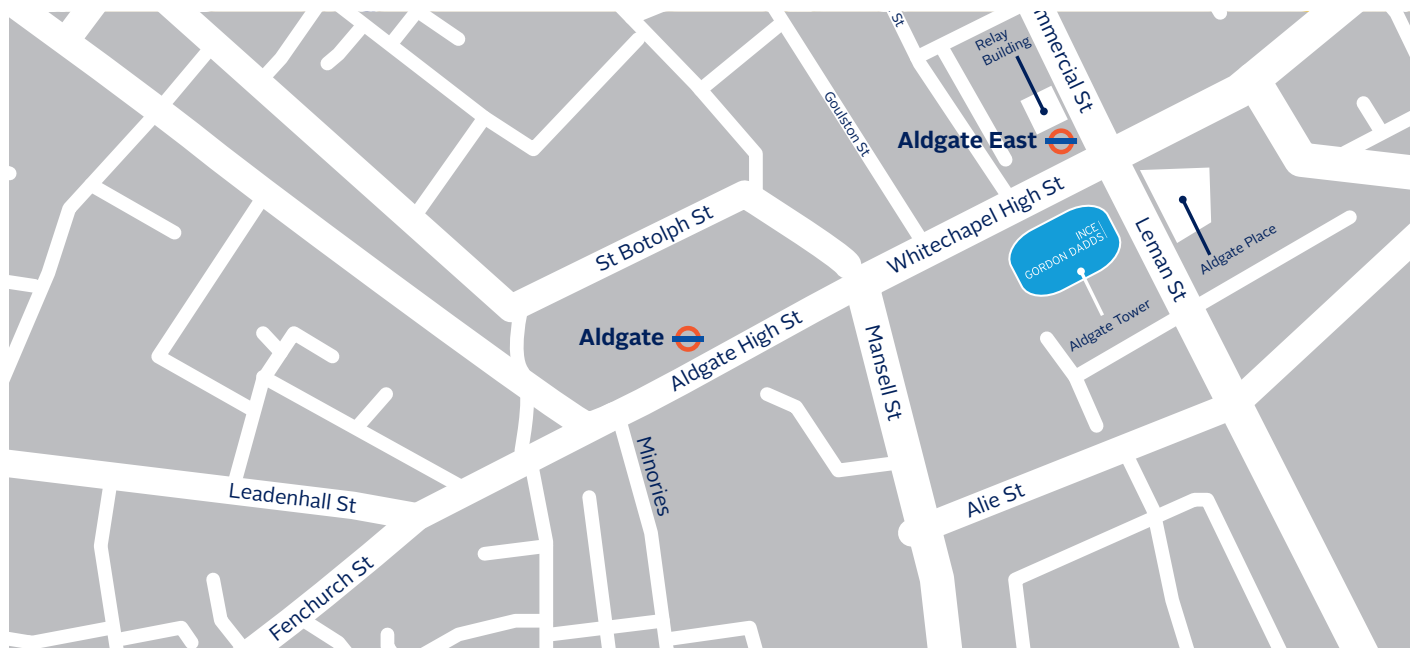 St
mmercial St
Relay
Building
Goulston St
Aldgate East
Whitechapel High St
St Botolph St
INCE
GORDON DADDS
Leman St
Aldgate Place
Aldgate Tower
Aldgate
Aldgate High St
Mansell St
Minories
Leadenhall St
Alie St
Fenchurch St